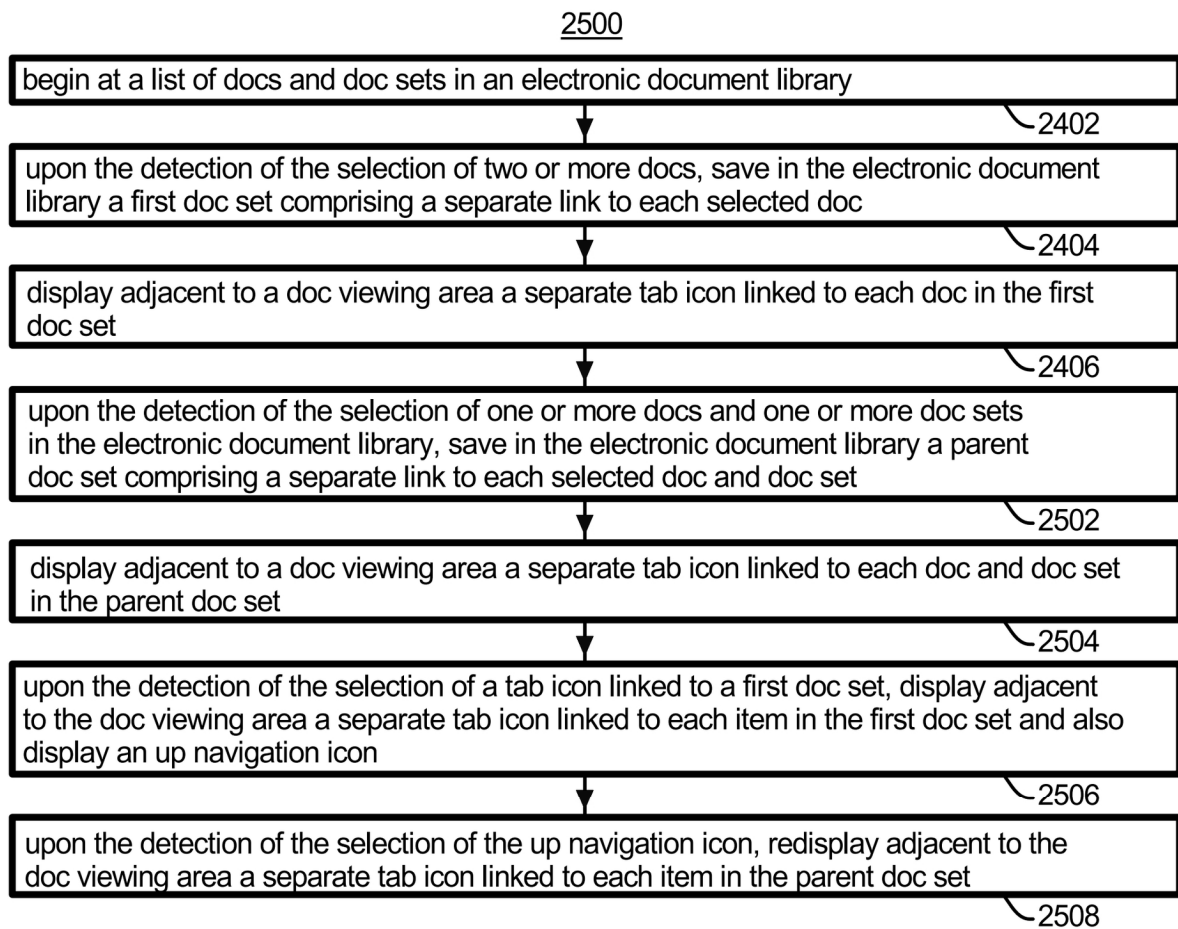 2500
begin at a list of docs and doc sets in an electronic document library
2402
upon the detection of the selection of two or more docs, save in the electronic document
library a first doc set comprising a separate link to each selected doc
2404
display adjacent to a doc viewing area a separate tab icon linked to each doc in the first
doc set
2406
upon the detection of the selection of one or more docs and one or more doc sets
in the electronic document library, save in the electronic document library a parent
doc set comprising a separate link to each selected doc and doc set
2502
display adjacent to a doc viewing area a separate tab icon linked to each doc and doc set
in the parent doc set
2504
upon the detection of the selection of a tab icon linked to a first doc set, display adjacent
to the doc viewing area a separate tab icon linked to each item in the first doc set and also
display an up navigation icon
2506
upon the detection of the selection of the up navigation icon, redisplay adjacent to the
doc viewing area a separate tab icon linked to each item in the parent doc set
2508